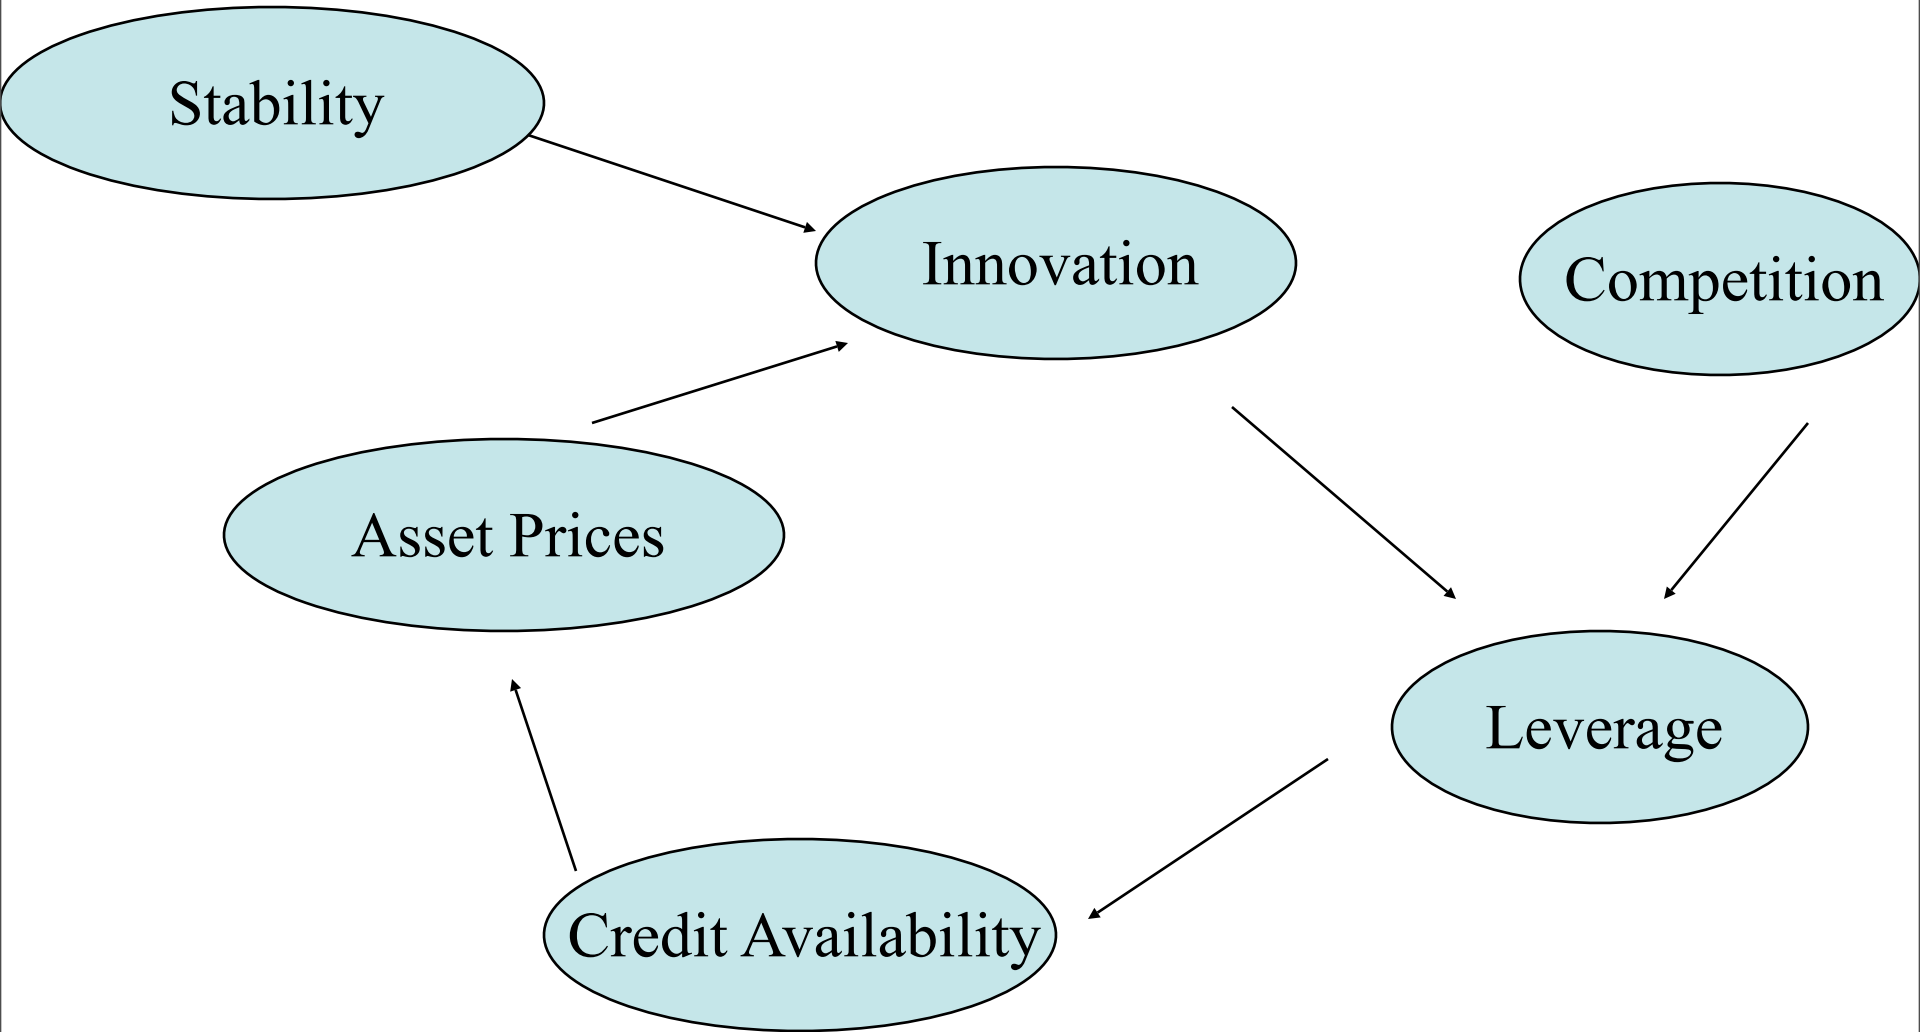 Stability
Innovation
Competition
Asset Prices
Leverage
Credit Availability